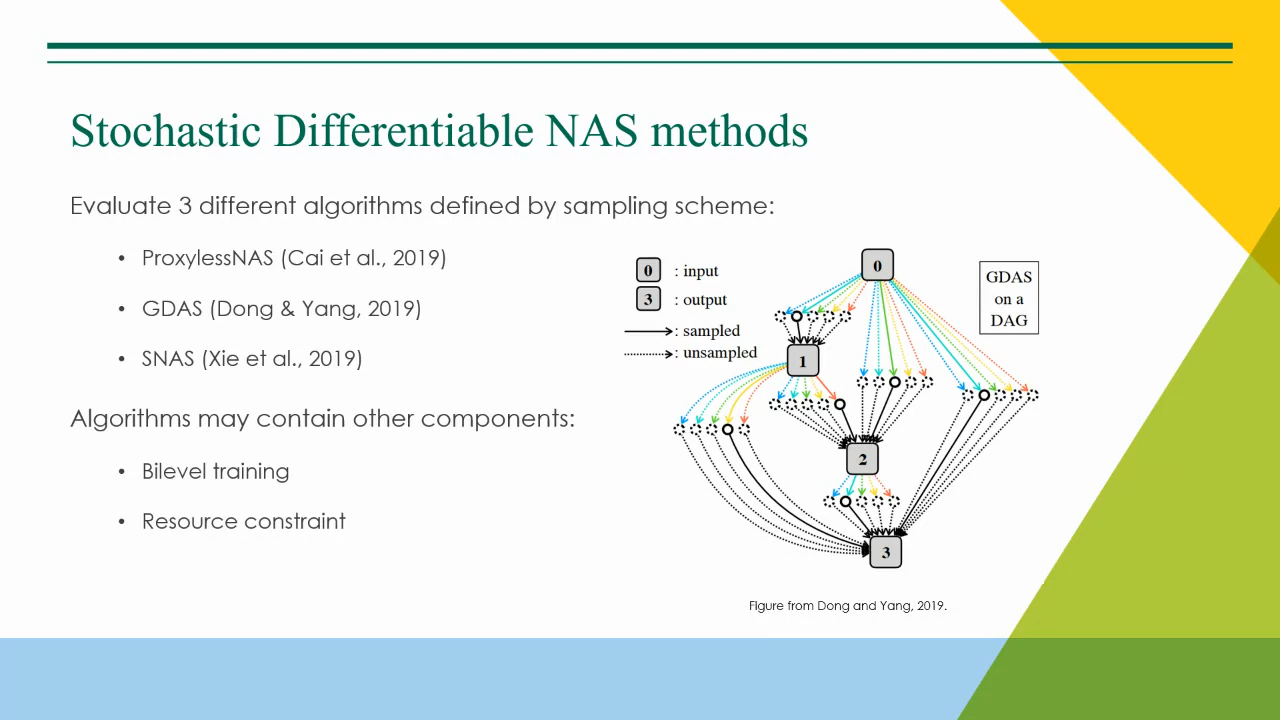 Stochastic Differentiable NAS methods
Evaluate 3 different algorithms defined by sampling scheme:
• ProxylessNAS (Cai et al., 2019)
• GDAS (Dong & Yang, 2019)
• SNAS (Xie et al., 2019)
Algorithms may contain other components:
• Bilevel training
• Resource constraint
0 : input
3 : output
: sampled
: unsampled
0
1
2
3
GDAS
on a
DAG
Figure from Dong and Yang, 2019.